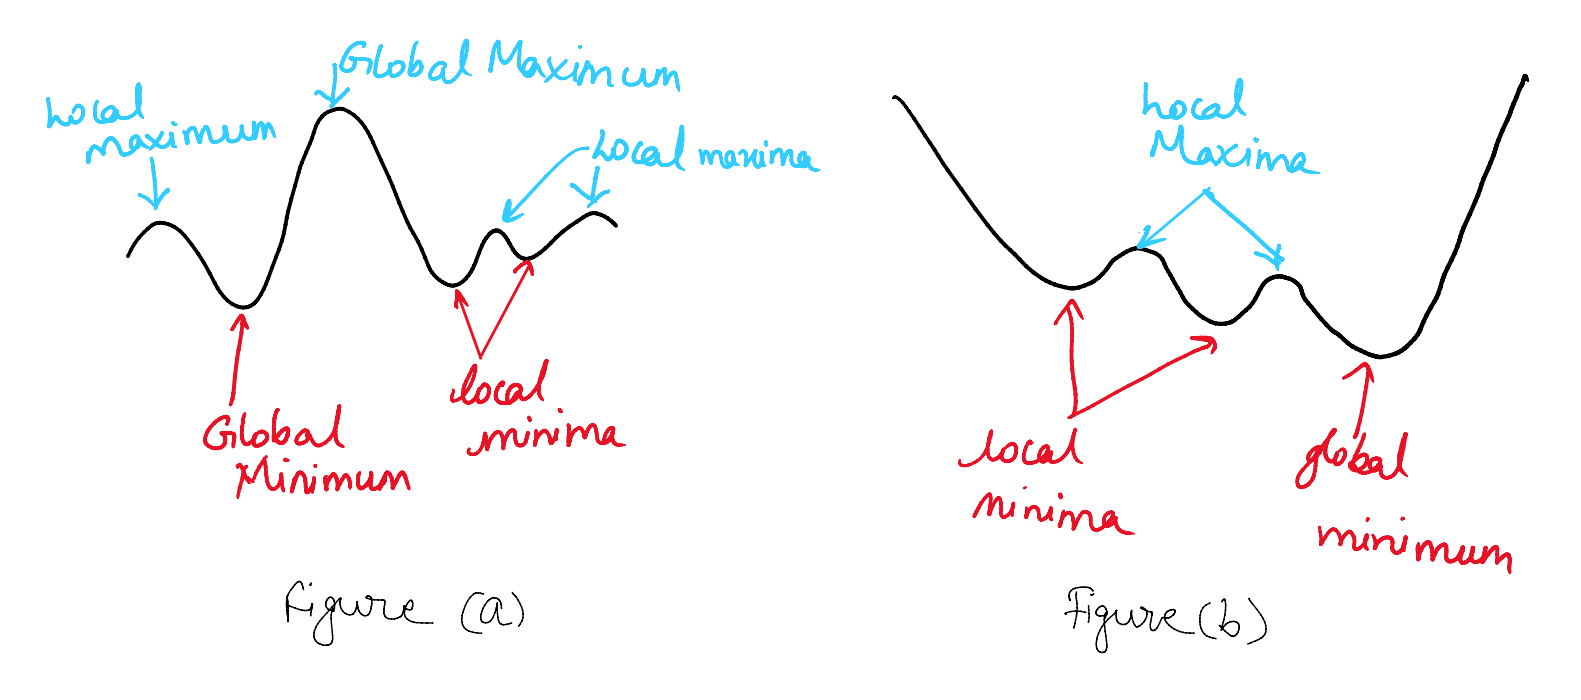 Global Maximum
Local
maximum
Local maxima
Global
Minimum
local
minima
Figure (a)
Local
Maxima
local
minima
global
minimum
Figure (b)